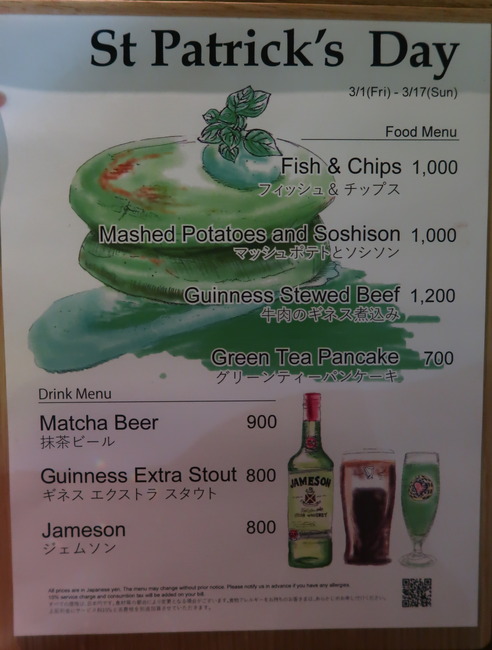 St Patrick's Day
3/1(Fri) - 3/17(Sun)
Food Menu
Fish & Chips 1,000
フィッシュ & チップス
Mashed Potatoes and Soshison 1,000
マッシュポテトとソシソン
Guinness Stewed Beef 1,200
牛肉のギネス煮込み
Green Tea Pancake 700
グリーンティーパンケーキ
Drink Menu
Matcha Beer 900
抹茶ビール
Guinness Extra Stout 800
ギネス エクストラ スタウト
Jameson 800
ジェムソン
JAMESON
IRISH WHISKEY
All prices are in Japanese yen. The menu may change without prior notice. Please notify us in advance if you have any allergies.
10% service charge and consumtion tax will be added on your bill.